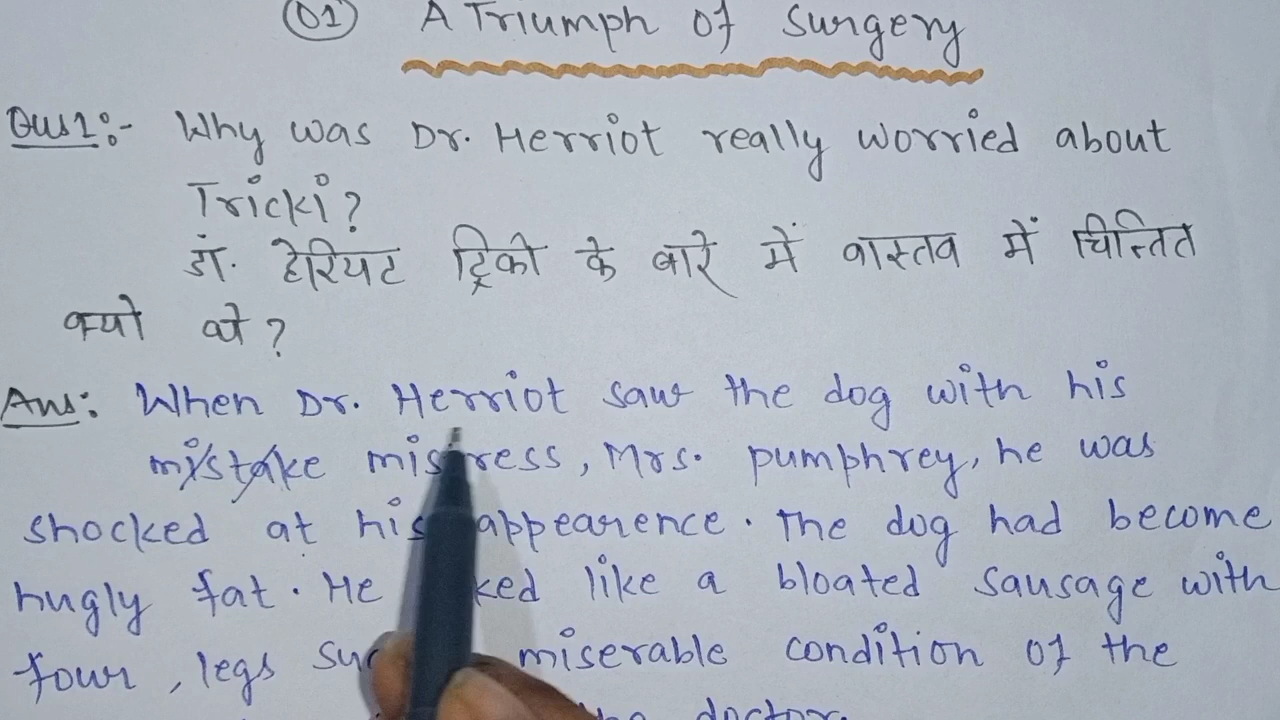 01 A Triumph of Surgery
Qus1:- Why was Dr. Herriot really worried about
Tricki?
डॉ. हेरियट ट्रिकी के बारे में वास्तव में चिन्तित
क्यो थे?
Ans: When Dr. Herriot saw the dog with his
mistake mistress, Mrs. pumphrey, he was
shocked at his appearence. The dog had become
hugly fat. He like a bloated sausage with
four, legs miserable condition of the
doctor.